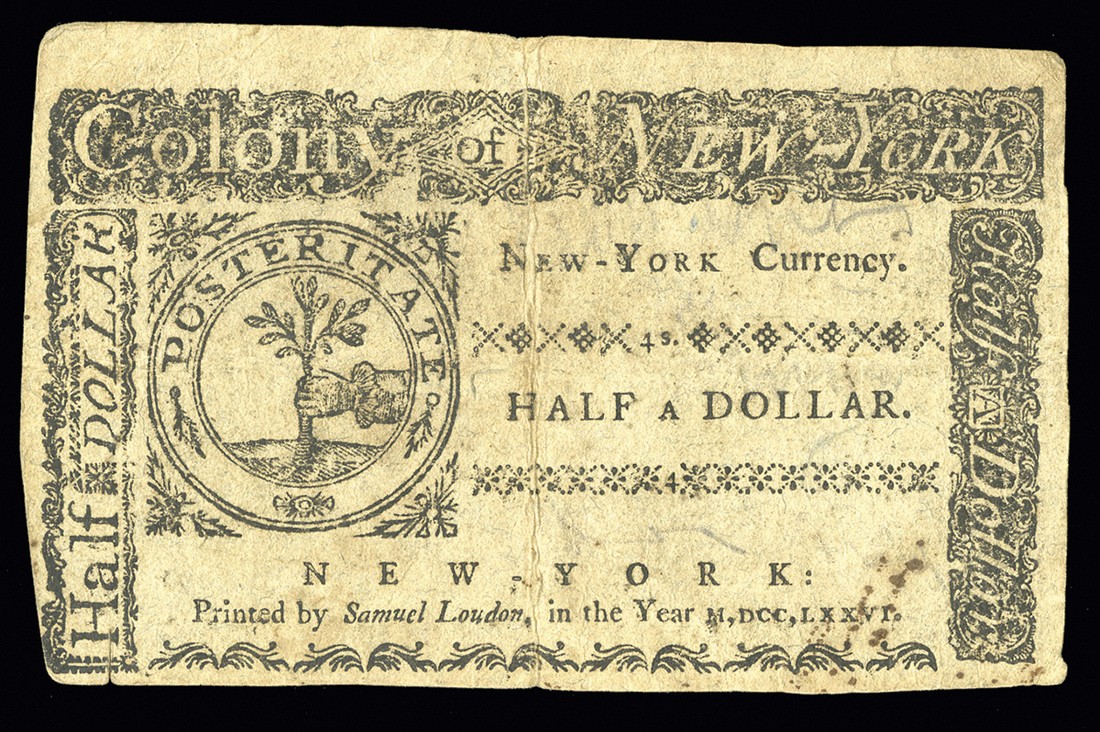 Colony of NEW-YORK
Half DOLLAR
POSTERITATE
NEW-YORK Currency.
4s.
HALF A DOLLAR.
4
Half A Dollar
NEW-YORK:
Printed by Samuel Loudon, in the Year M,DCC,LXXVI.